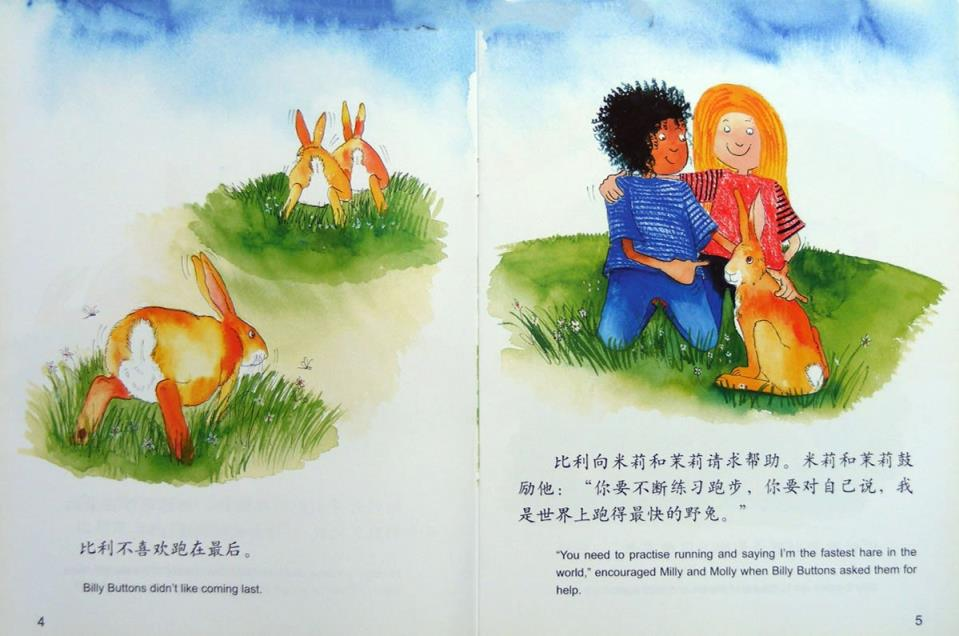 比利不喜欢跑在最后。
Billy Buttons didn't like coming last.
4
比利向米莉和茉莉请求帮助。米莉和茉莉鼓
励他：“你要不断练习跑步，你要对自己说，我
是世界上跑得最快的野兔。”
“You need to practise running and saying I'm the fastest hare in the
world,” encouraged Milly and Molly when Billy Buttons asked them for
help.
5